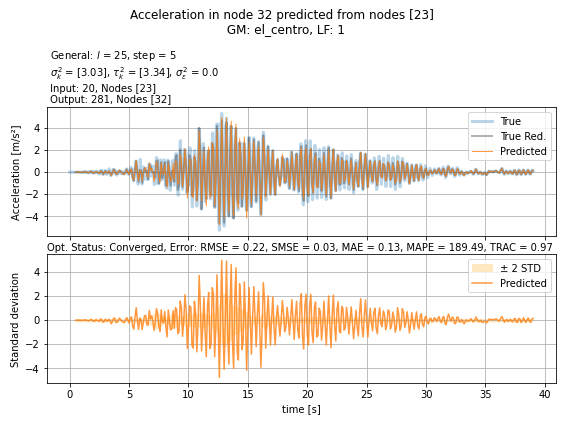 Acceleration in node 32 predicted from nodes [23]
GM: el_centro, LF: 1
General: l = 25, step = 5
σ²ₖ = [3.03], τ²ₖ = [3.34], σ²ε = 0.0
Input: 20, Nodes [23]
Output: 281, Nodes [32]
Acceleration [m/s²]
4
2
0
−2
−4
True
True Red.
Predicted
Opt. Status: Converged, Error: RMSE = 0.22, SMSE = 0.03, MAE = 0.13, MAPE = 189.49, TRAC = 0.97
Standard deviation
4
2
0
−2
−4
± 2 STD
Predicted
0 5 10 15 20 25 30 35 40
time [s]